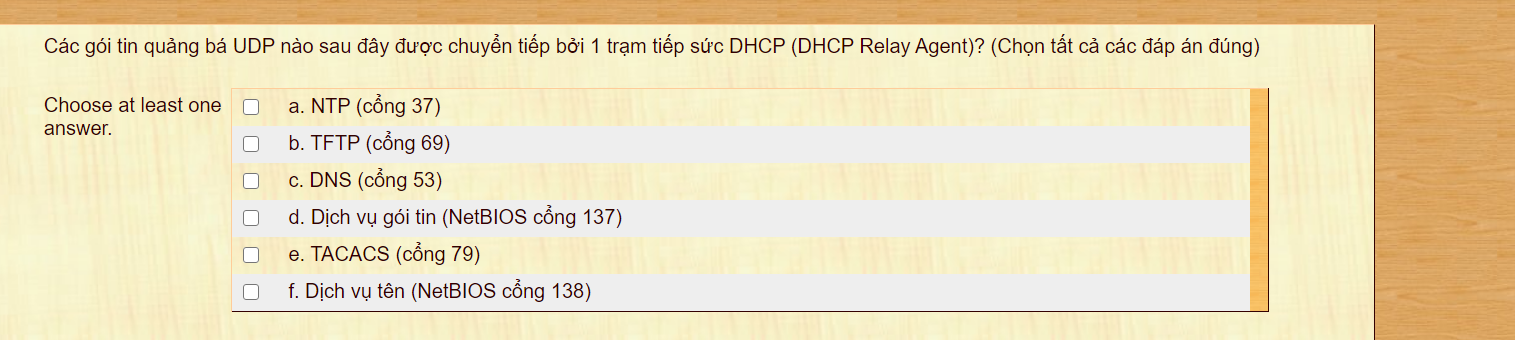 Các gói tin quảng bá UDP nào sau đây được chuyển tiếp bởi 1 trạm tiếp sức DHCP (DHCP Relay Agent)? (Chọn tất cả các đáp án đúng)
Choose at least one
answer.
a. NTP (cổng 37)
b. TFTP (cổng 69)
c. DNS (cổng 53)
d. Dịch vụ gói tin (NetBIOS cổng 137)
e. TACACS (cổng 79)
f. Dịch vụ tên (NetBIOS cổng 138)